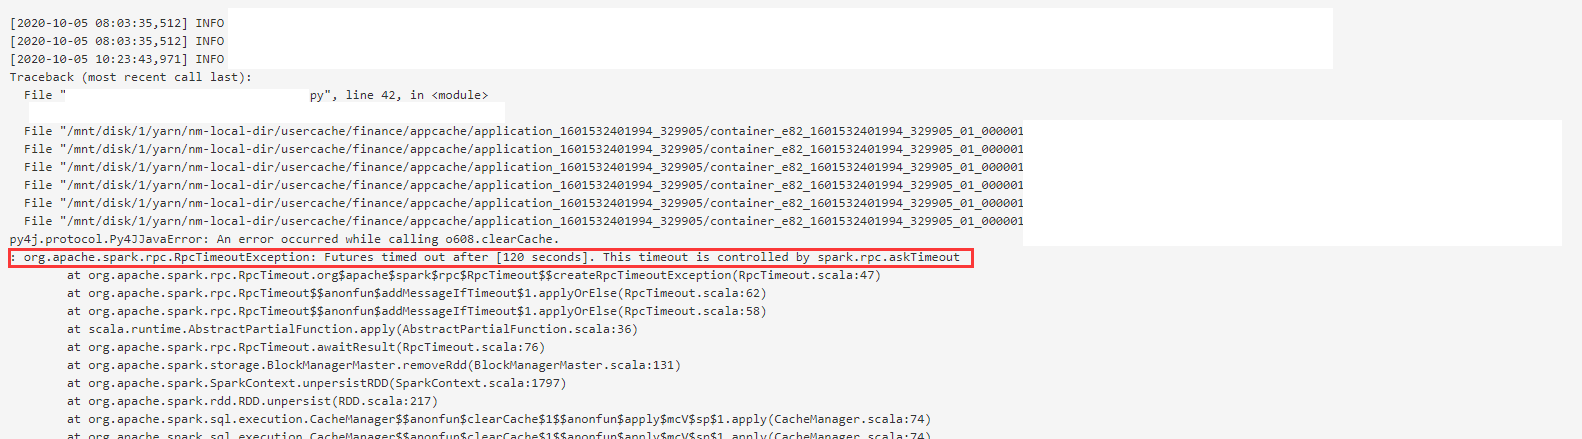 [2020-10-05 08:03:35,512] INFO
[2020-10-05 08:03:35,512] INFO
[2020-10-05 10:23:43,971] INFO
Traceback (most recent call last):
File " py", line 42, in <module>
File "/mnt/disk/1/yarn/nm-local-dir/usercache/finance/appcache/application_1601532401994_329905/container_e82_1601532401994_329905_01_000001
File "/mnt/disk/1/yarn/nm-local-dir/usercache/finance/appcache/application_1601532401994_329905/container_e82_1601532401994_329905_01_000001
File "/mnt/disk/1/yarn/nm-local-dir/usercache/finance/appcache/application_1601532401994_329905/container_e82_1601532401994_329905_01_000001
File "/mnt/disk/1/yarn/nm-local-dir/usercache/finance/appcache/application_1601532401994_329905/container_e82_1601532401994_329905_01_000001
File "/mnt/disk/1/yarn/nm-local-dir/usercache/finance/appcache/application_1601532401994_329905/container_e82_1601532401994_329905_01_000001
File "/mnt/disk/1/yarn/nm-local-dir/usercache/finance/appcache/application_1601532401994_329905/container_e82_1601532401994_329905_01_000001
py4j.protocol.Py4JJavaError: An error occurred while calling o608.clearCache.
: org.apache.spark.rpc.RpcTimeoutException: Futures timed out after [120 seconds]. This timeout is controlled by spark.rpc.askTimeout
at org.apache.spark.rpc.RpcTimeout.org$apache$spark$rpc$RpcTimeout$$createRpcTimeoutException(RpcTimeout.scala:47)
at org.apache.spark.rpc.RpcTimeout$$anonfun$addMessageIfTimeout$1.applyOrElse(RpcTimeout.scala:62)
at org.apache.spark.rpc.RpcTimeout$$anonfun$addMessageIfTimeout$1.applyOrElse(RpcTimeout.scala:58)
at scala.runtime.AbstractPartialFunction.apply(AbstractPartialFunction.scala:36)
at org.apache.spark.rpc.RpcTimeout.awaitResult(RpcTimeout.scala:76)
at org.apache.spark.storage.BlockManagerMaster.removeRdd(BlockManagerMaster.scala:131)
at org.apache.spark.SparkContext.unpersistRDD(SparkContext.scala:1797)
at org.apache.spark.rdd.RDD.unpersist(RDD.scala:217)
at org.apache.spark.sql.execution.CacheManager$$anonfun$clearCache$1$$anonfun$apply$mcV$sp$1.apply(CacheManager.scala:74)
at org.apache.spark.sql.execution.CacheManager$$anonfun$clearCache$1$$anonfun$apply$mcV$sp$1.apply(CacheManager.scala:74)